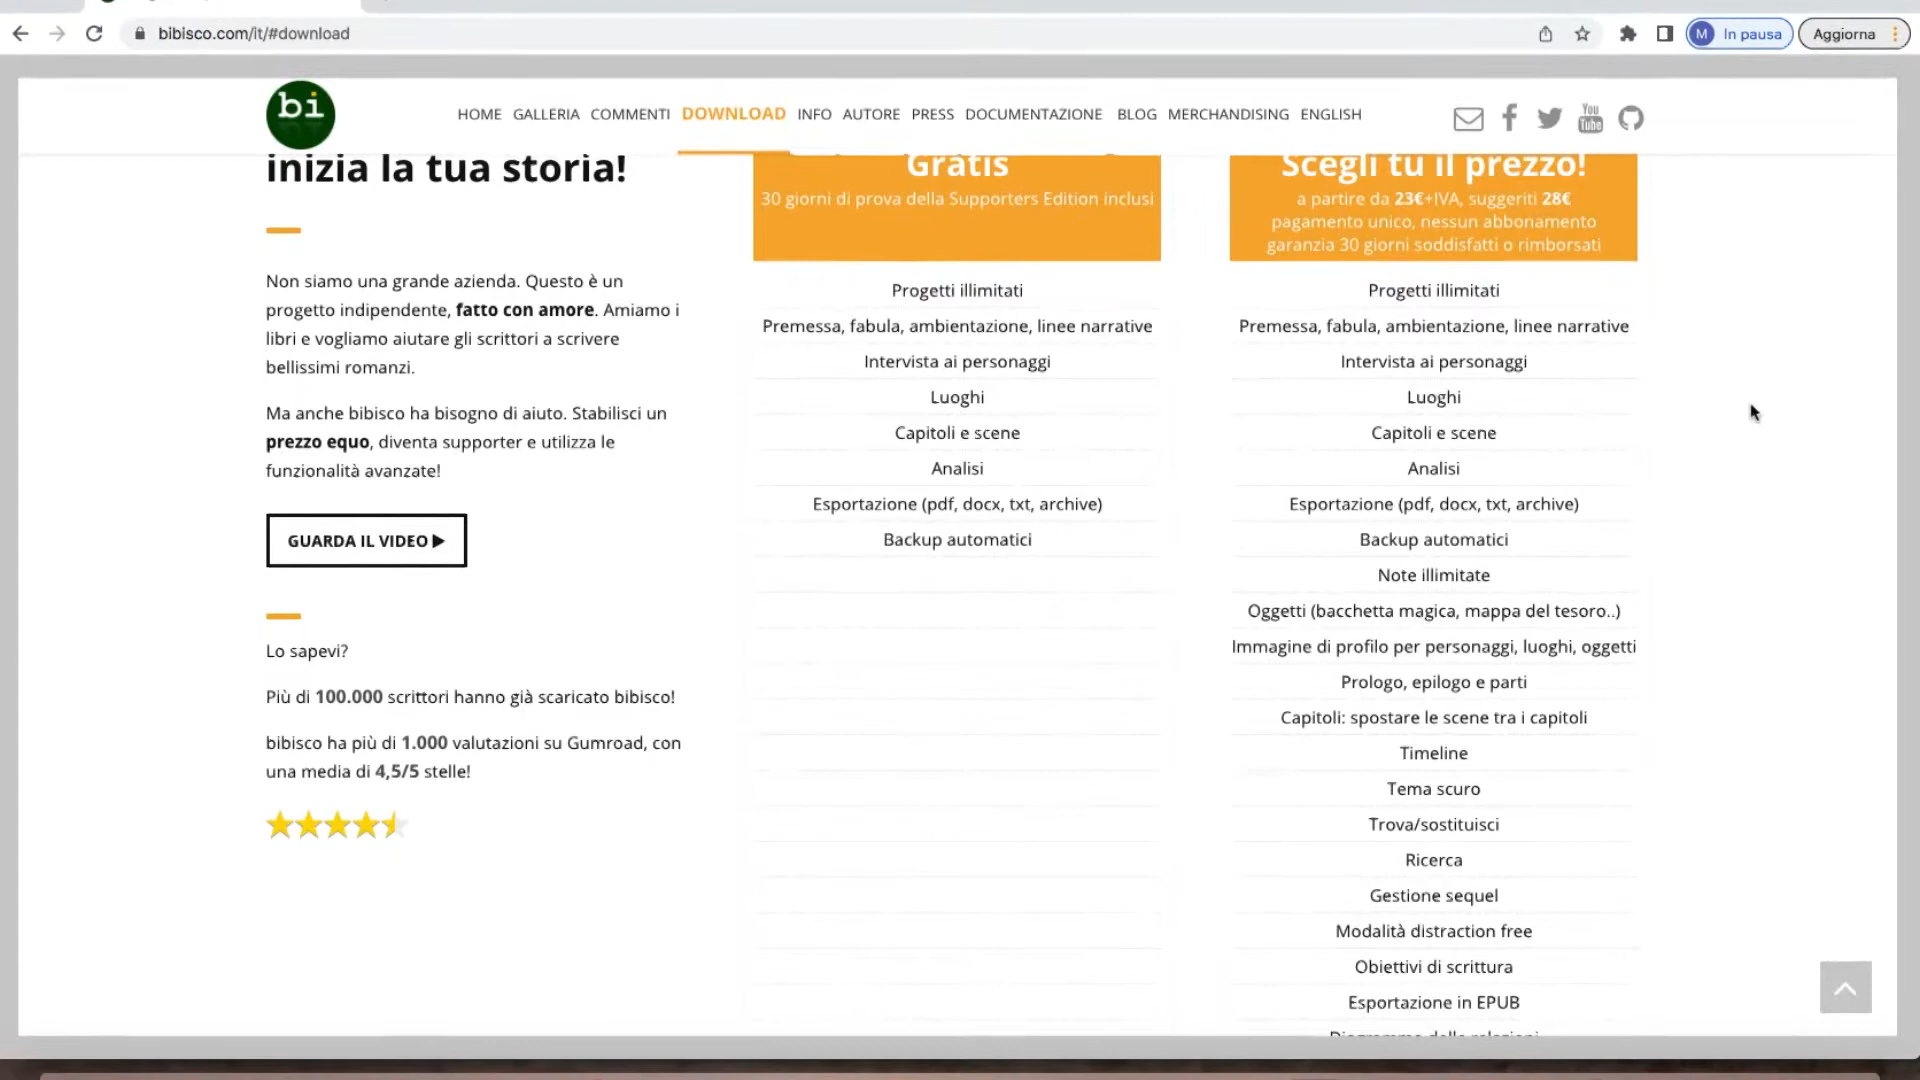 bibisco.com/it/#download
M In pausa
Aggiorna
bi
HOME GALLERIA COMMENTI DOWNLOAD INFO AUTORE PRESS DOCUMENTAZIONE BLOG MERCHANDISING ENGLISH
You Tube
inizia la tua storia!
Non siamo una grande azienda. Questo è un
progetto indipendente, fatto con amore. Amiamo i
libri e vogliamo aiutare gli scrittori a scrivere
bellissimi romanzi.
Ma anche bibisco ha bisogno di aiuto. Stabilisci un
prezzo equo, diventa supporter e utilizza le
funzionalità avanzate!
GUARDA IL VIDEO
Lo sapevi?
Più di 100.000 scrittori hanno già scaricato bibisco!
bibisco ha più di 1.000 valutazioni su Gumroad, con
una media di 4,5/5 stelle!
Gratis
30 giorni di prova della Supporters Edition inclusi
Progetti illimitati
Premessa, fabula, ambientazione, linee narrative
Intervista ai personaggi
Luoghi
Capitoli e scene
Analisi
Esportazione (pdf, docx, txt, archive)
Backup automatici
Scegli tu il prezzo!
a partire da 23€+IVA, suggeriti 28€
pagamento unico, nessun abbonamento
garanzia 30 giorni soddisfatti o rimborsati
Progetti illimitati
Premessa, fabula, ambientazione, linee narrative
Intervista ai personaggi
Luoghi
Capitoli e scene
Analisi
Esportazione (pdf, docx, txt, archive)
Backup automatici
Note illimitate
Oggetti (bacchetta magica, mappa del tesoro..)
Immagine di profilo per personaggi, luoghi, oggetti
Prologo, epilogo e parti
Capitoli: spostare le scene tra i capitoli
Timeline
Tema scuro
Trova/sostituisci
Ricerca
Gestione sequel
Modalità distraction free
Obiettivi di scrittura
Esportazione in EPUB